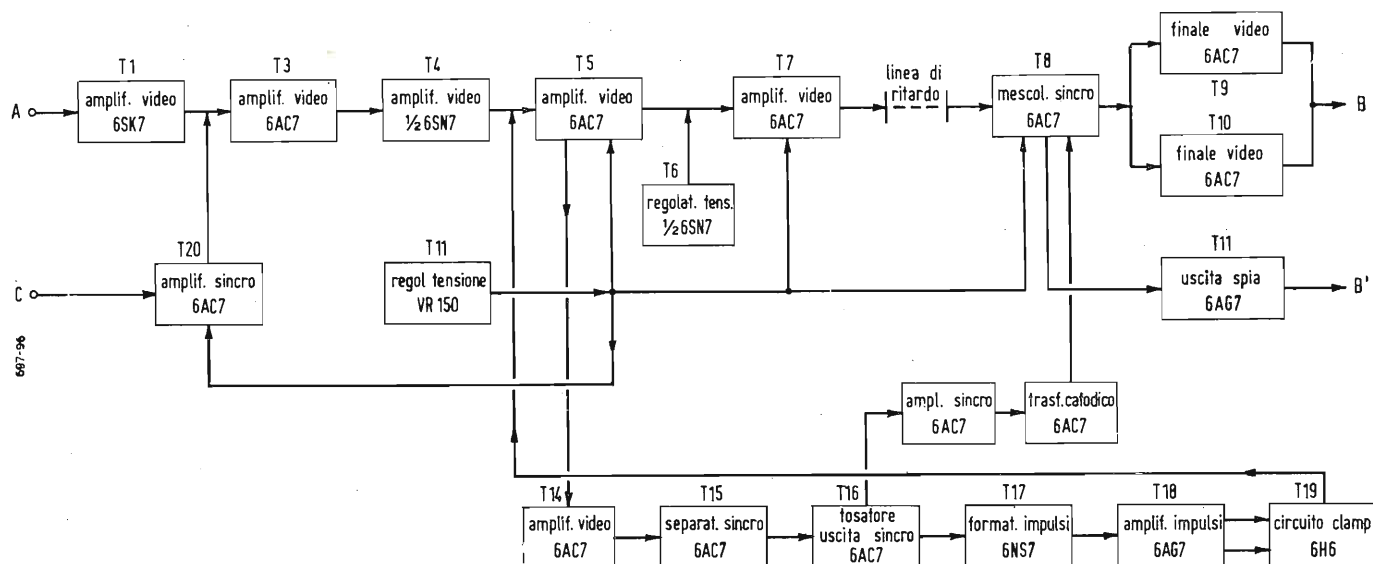 T1
amplif. video
6SK7
T3
amplif. video
6AC7
T4
amplif. video
½6SN7
T5
amplif. video
6AC7
T7
amplif. video
6AC7
linea di
ritardo
T8
mescol. sincro
6AC7
finale video
6AC7
T9
T10
finale video
6AC7
A
B
T6
regolat. tens.
½6SN7
T20
amplif. sincro
6AC7
C
T11
regol tensione
VR 150
T11
uscita spia
6AG7
B'
687-96
ampl. sincro
6AC7
trasf.catodico
6AC7
T14
amplif. video
6AC7
T15
separat. sincro
6AC7
T16
tosatore
uscita sincro
6AC7
T17
format. impulsi
6NS7
T18
amplif. impulsi
6AG7
T19
circuito clamp
6H6